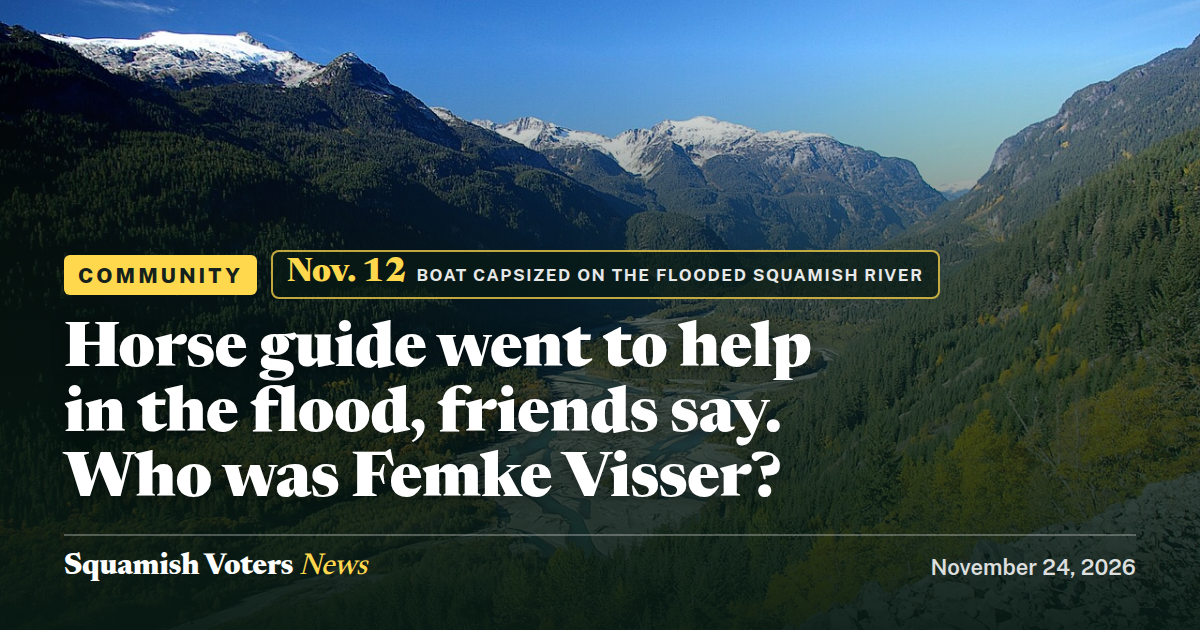 COMMUNITY
Nov. 12 BOAT CAPSIZED ON THE FLOODED SQUAMISH RIVER
Horse guide went to help
in the flood, friends say.
Who was Femke Visser?
Squamish Voters News
November 24, 2026